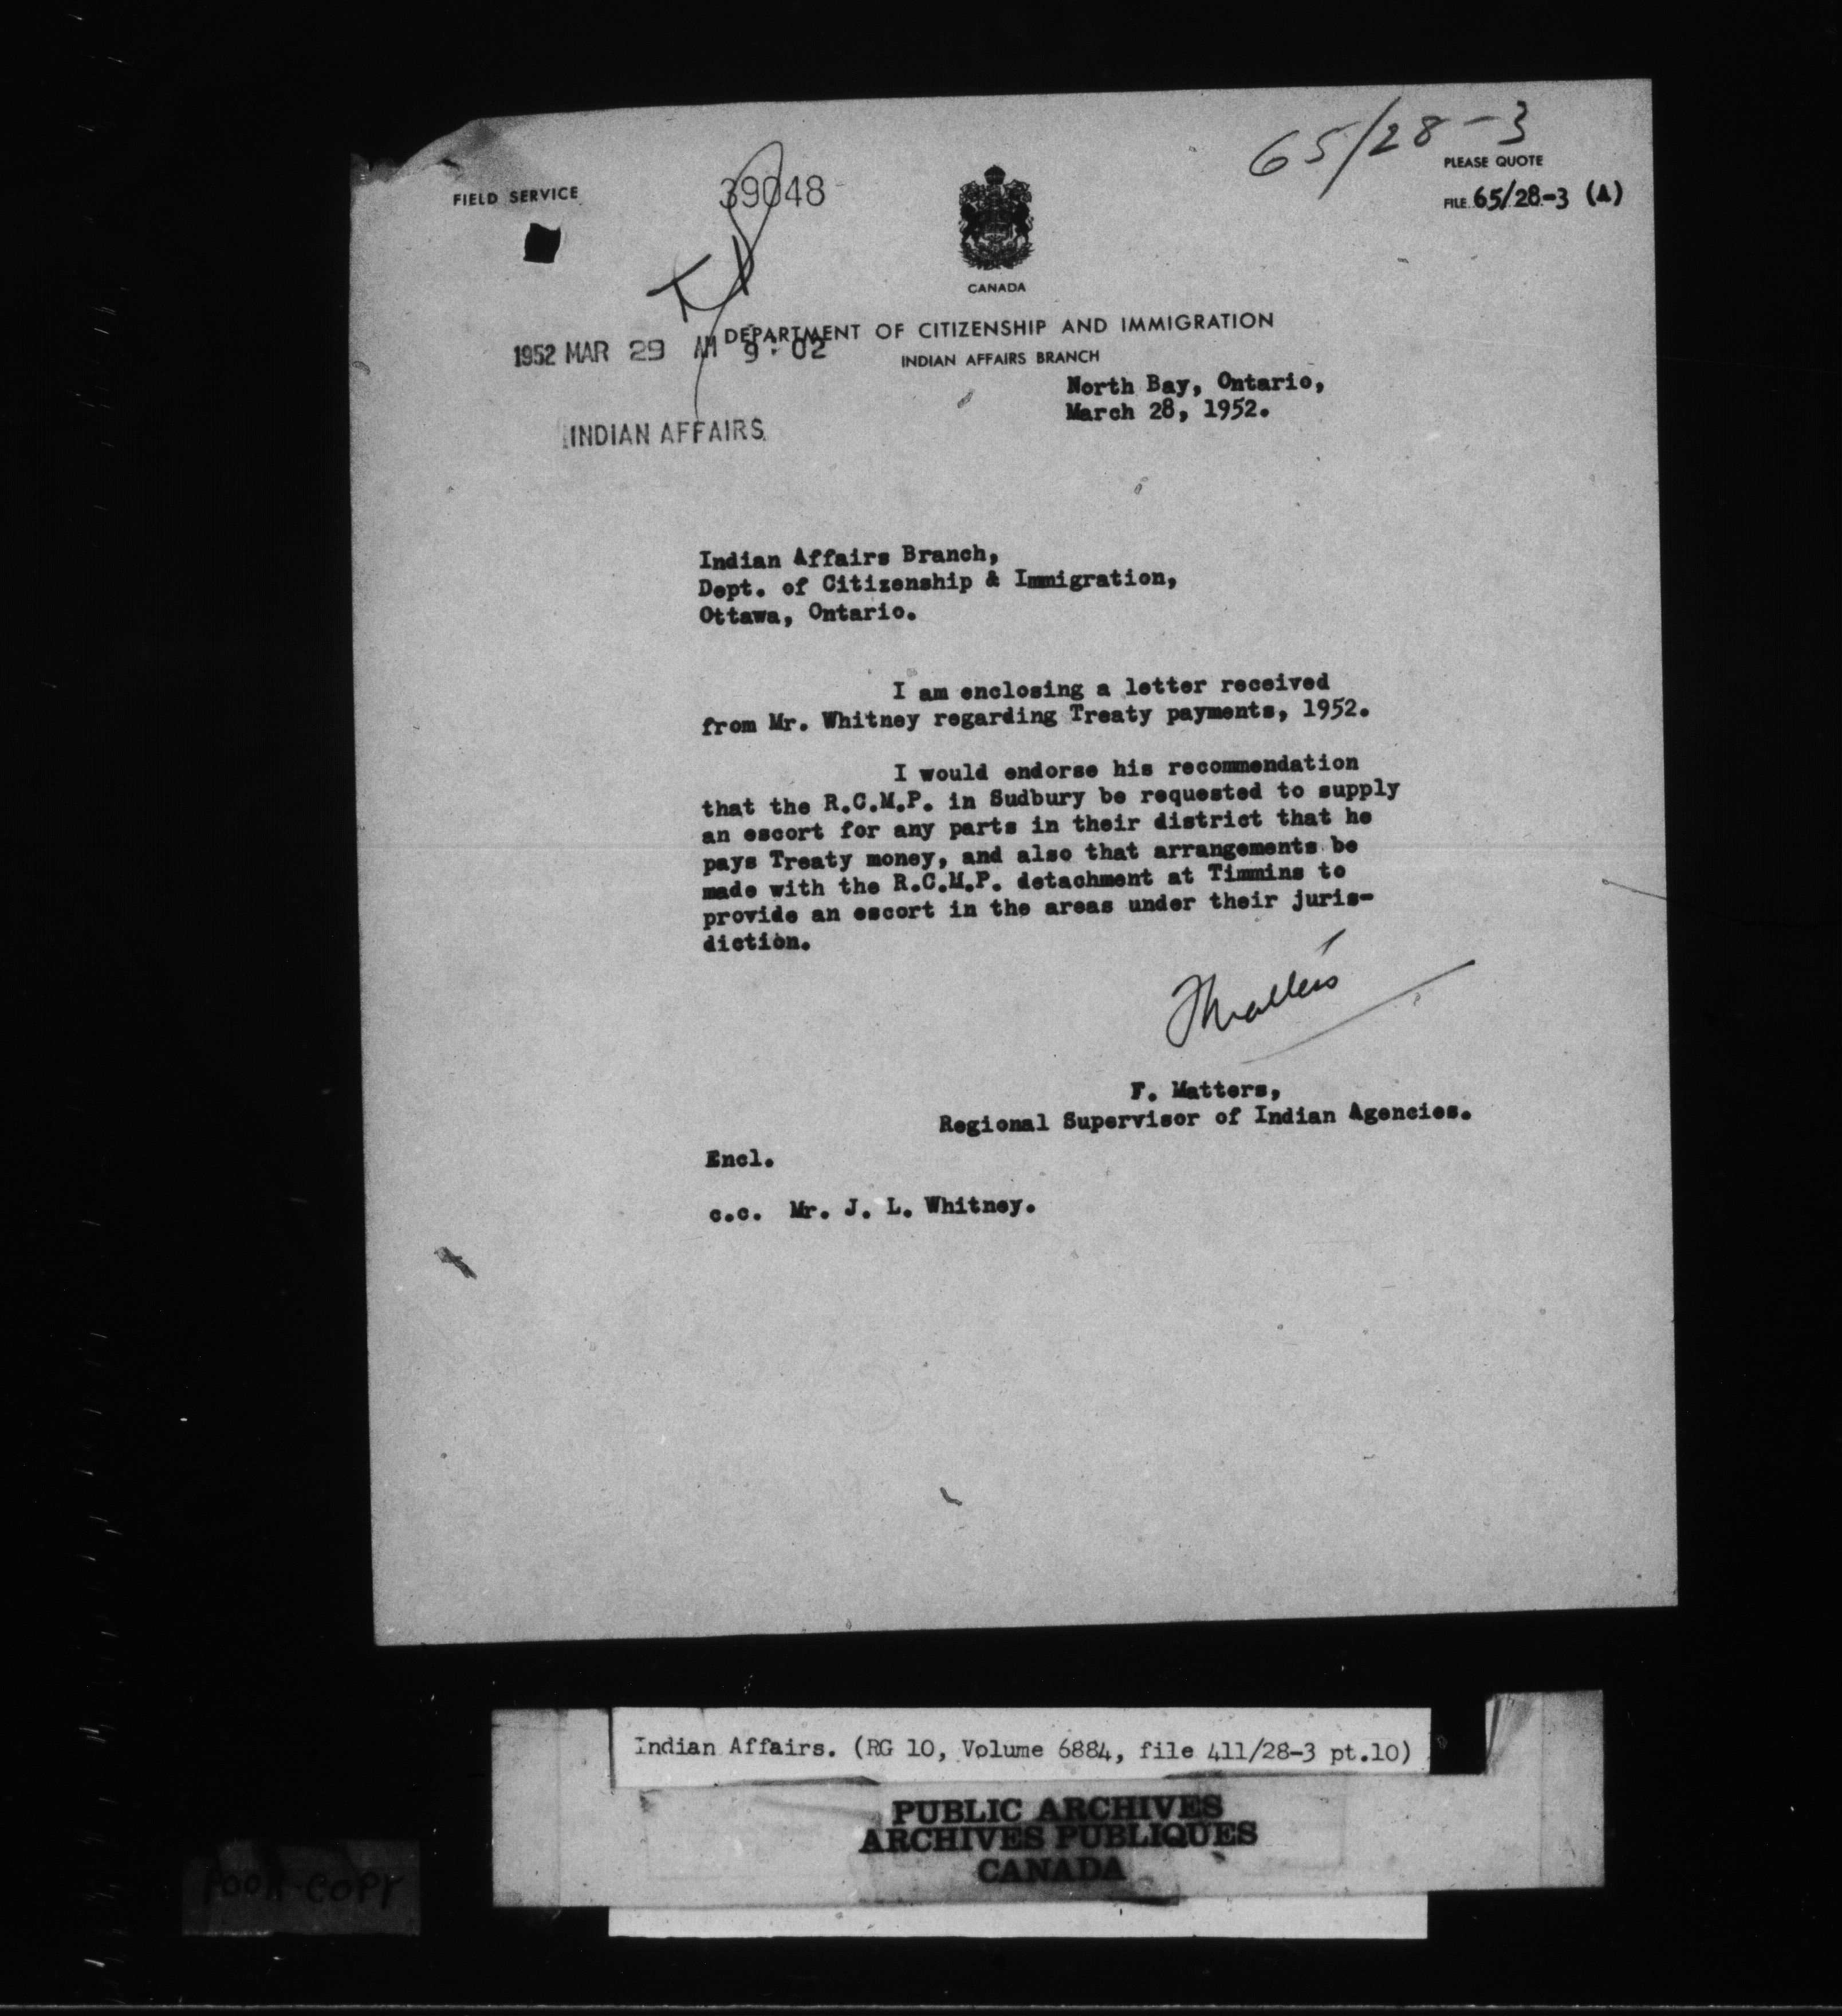 65/28-3
PLEASE QUOTE
FILE 65/28-3 (A)
FIELD SERVICE
39048
CANADA
DEPARTMENT OF CITIZENSHIP AND IMMIGRATION
INDIAN AFFAIRS BRANCH
1952 MAR 29 AM 9:02
INDIAN AFFAIRS
North Bay, Ontario,
March 28, 1952.
Indian Affairs Branch,
Dept. of Citizenship & Immigration,
Ottawa, Ontario.
I am enclosing a letter received
from Mr. Whitney regarding Treaty payments, 1952.
I would endorse his recommendation
that the R.C.M.P. in Sudbury be requested to supply
an escort for any parts in their district that he
pays Treaty money, and also that arrangements be
made with the R.C.M.P. detachment at Timmins to
provide an escort in the areas under their juris-
diction.
FMatters
F. Matters,
Regional Supervisor of Indian Agencies.
Encl.
c.c. Mr. J. L. Whitney.
Indian Affairs. (RG 10, Volume 6884, file 411/28-3 pt.10)
PUBLIC ARCHIVES
ARCHIVES PUBLIQUES
CANADA
POOR COPY